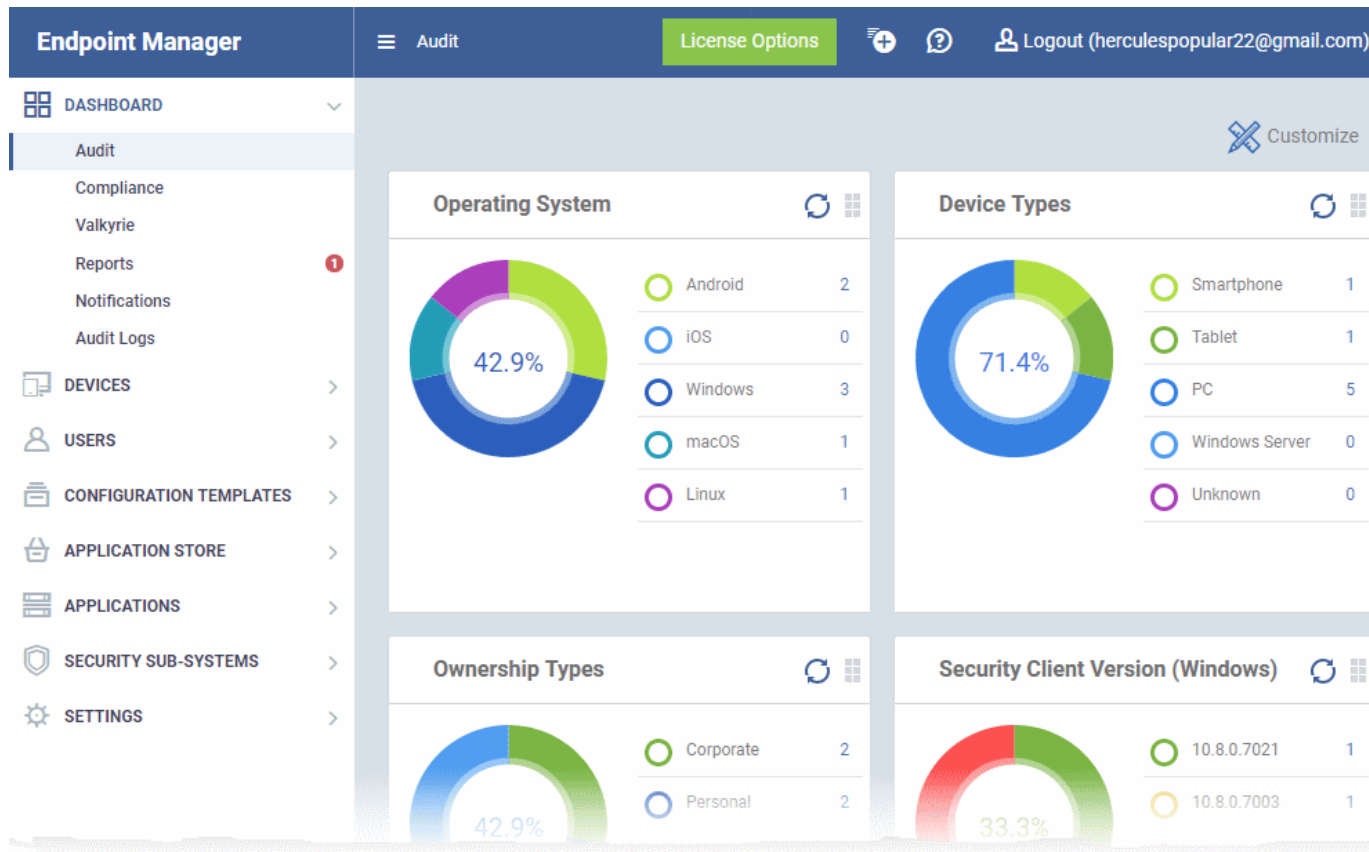 Endpoint Manager
Audit
License Options
Logout (herculespopular22@gmail.com)
DASHBOARD
Audit
Compliance
Valkyrie
Reports 1
Notifications
Audit Logs
DEVICES
USERS
CONFIGURATION TEMPLATES
APPLICATION STORE
APPLICATIONS
SECURITY SUB-SYSTEMS
SETTINGS
Customize
Operating System
42.9%
Android 2
iOS 0
Windows 3
macOS 1
Linux 1
Device Types
71.4%
Smartphone 1
Tablet 1
PC 5
Windows Server 0
Unknown 0
Ownership Types
42.9%
Corporate 2
Personal 2
Security Client Version (Windows)
33.3%
10.8.0.7021 1
10.8.0.7003 1